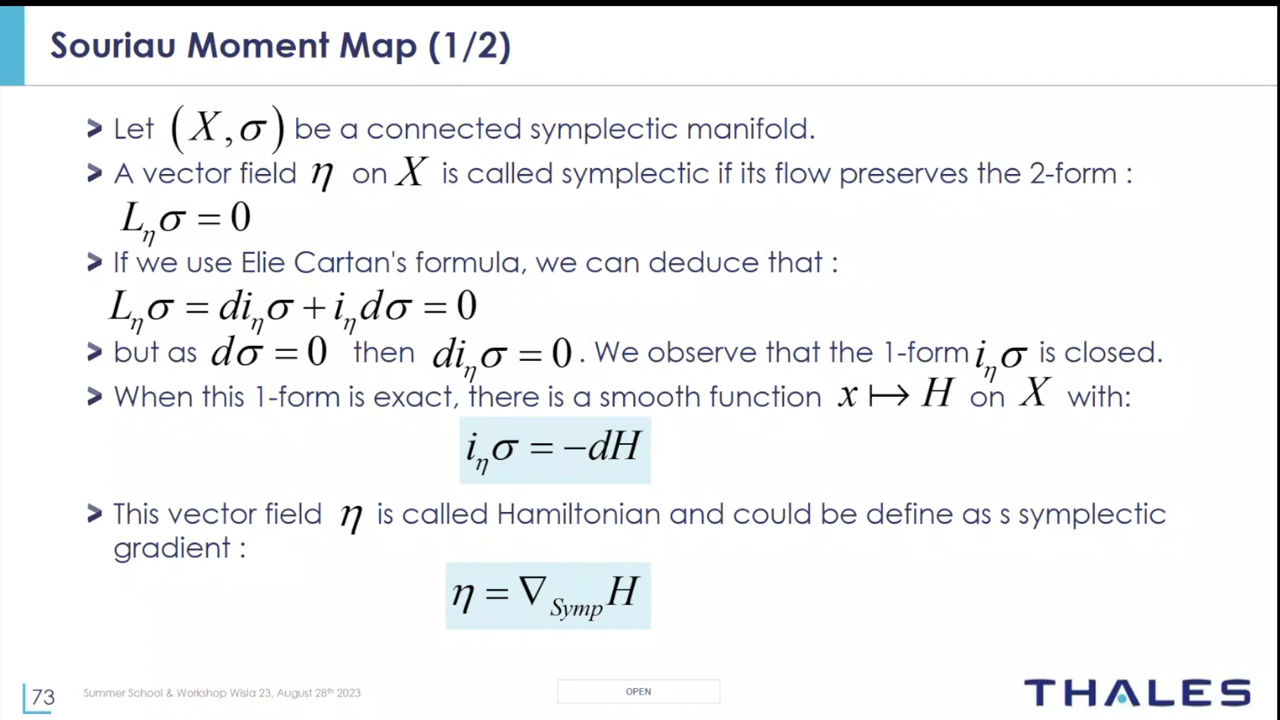 Souriau Moment Map (1/2)
> Let (X, σ) be a connected symplectic manifold.
> A vector field η on X is called symplectic if its flow preserves the 2-form :
L_η σ = 0
> If we use Elie Cartan's formula, we can deduce that :
L_η σ = di_η σ + i_η dσ = 0
> but as dσ = 0 then di_η σ = 0 . We observe that the 1-form i_η σ is closed.
> When this 1-form is exact, there is a smooth function x ↦ H on X with:
i_η σ = −dH
> This vector field η is called Hamiltonian and could be define as s symplectic
gradient :
η = ∇_Symp H
73
Summer School & Workshop Wisla 23, August 28th 2023
OPEN
THALES